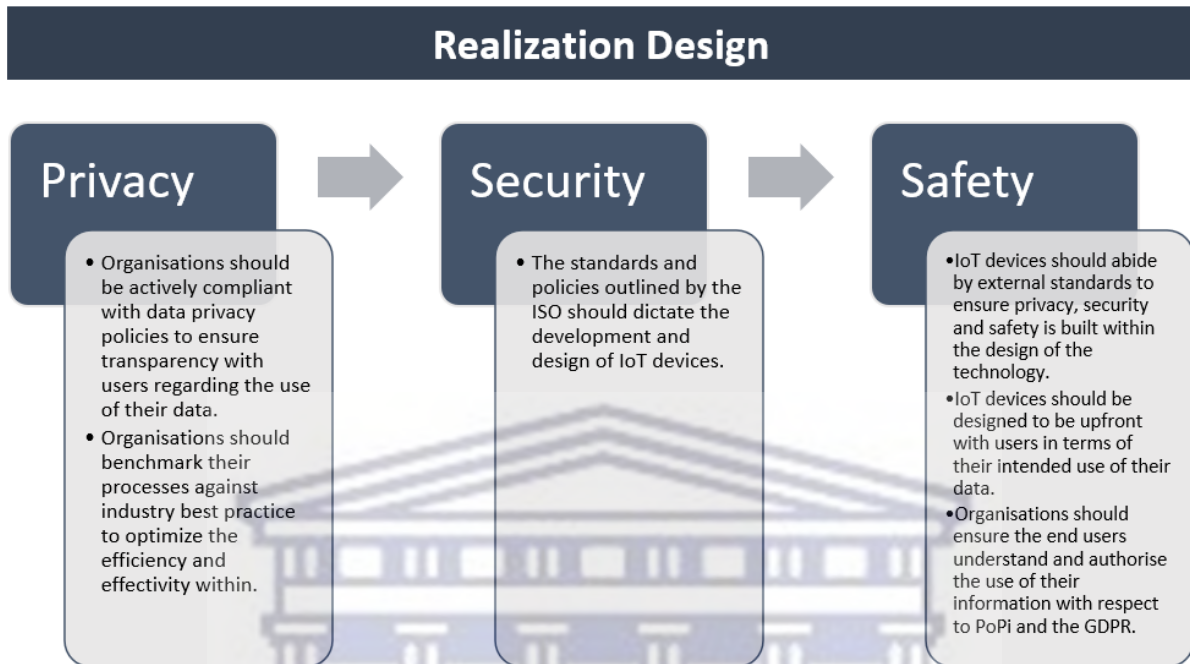 Realization Design
Privacy
• Organisations should
be actively compliant
with data privacy
policies to ensure
transparency with
users regarding the use
of their data.
• Organisations should
benchmark their
processes against
industry best practice
to optimize the
efficiency and
effectivity within.
Security
• The standards and
policies outlined by the
ISO should dictate the
development and
design of IoT devices.
Safety
•IoT devices should abide
by external standards to
ensure privacy, security
and safety is built within
the design of the
technology.
•IoT devices should be
designed to be upfront
with users in terms of
their intended use of their
data.
•Organisations should
ensure the end users
understand and authorise
the use of their
information with respect
to PoPi and the GDPR.